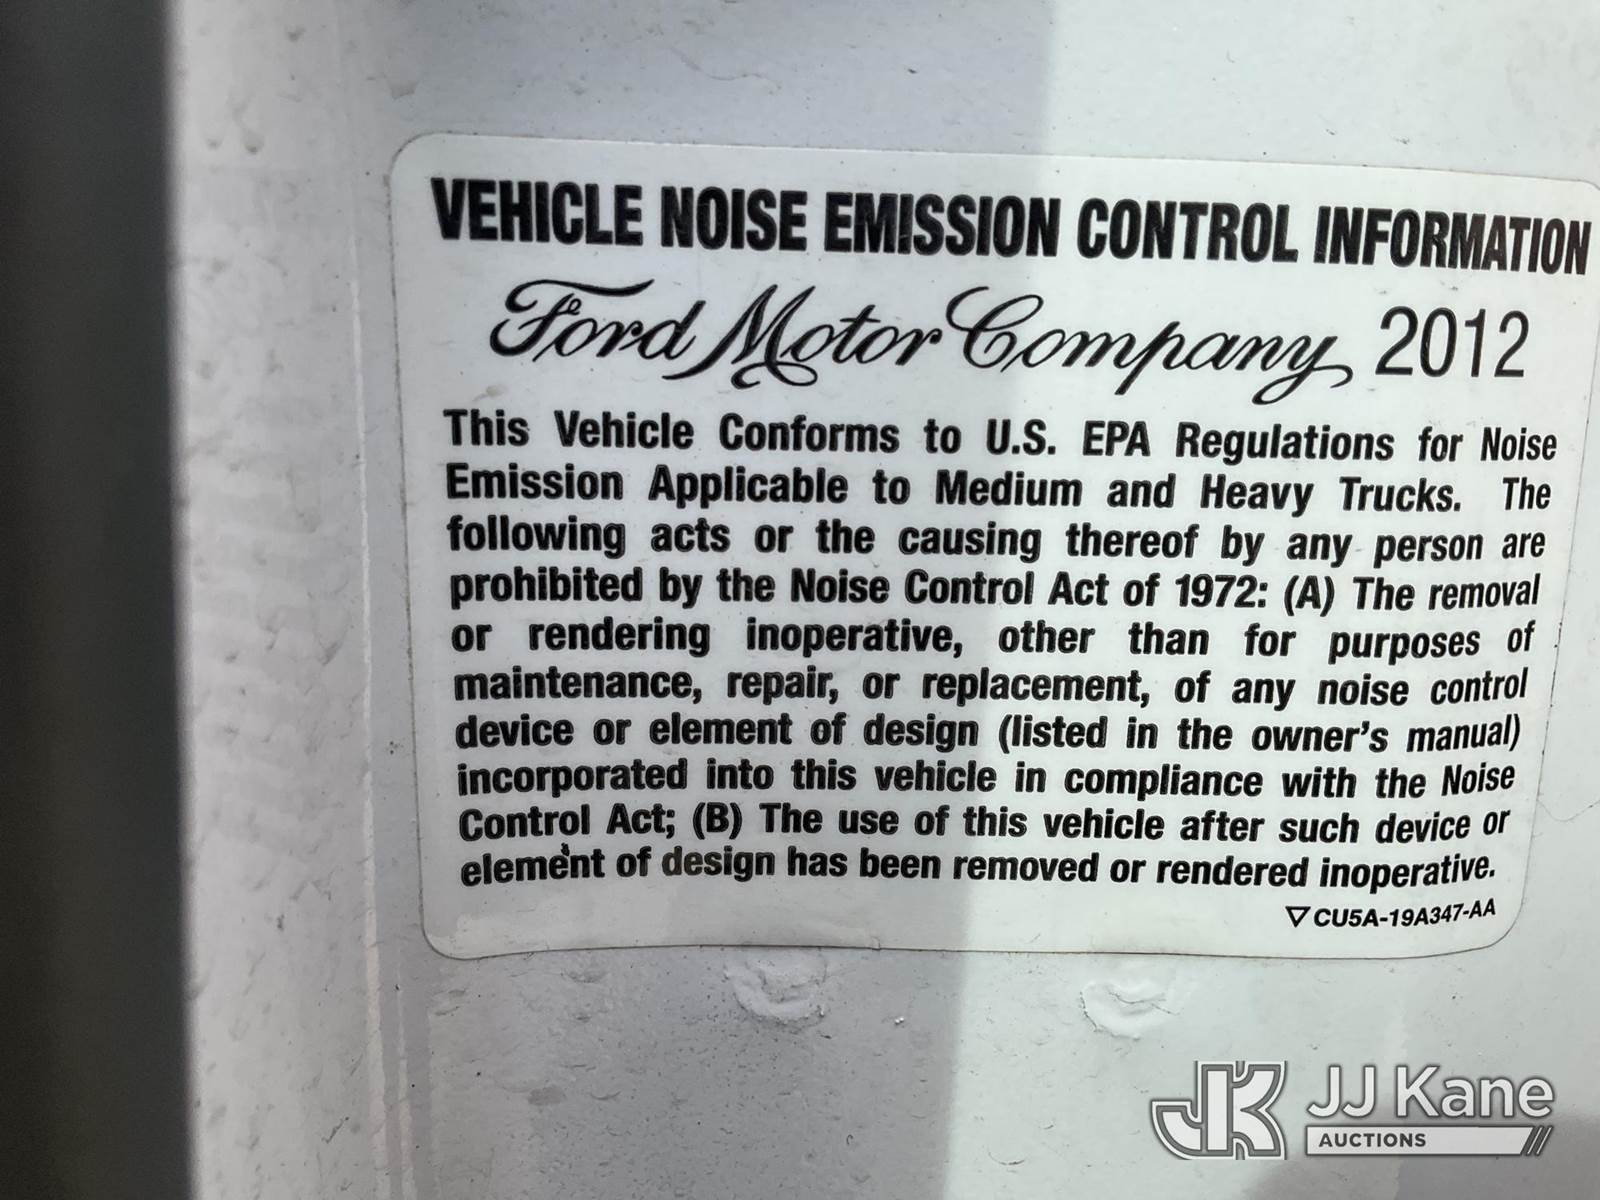 VEHICLE NOISE EMISSION CONTROL INFORMATION
Ford Motor Company 2012
This Vehicle Conforms to U.S. EPA Regulations for Noise
Emission Applicable to Medium and Heavy Trucks. The
following acts or the causing thereof by any person are
prohibited by the Noise Control Act of 1972: (A) The removal
or rendering inoperative, other than for purposes of
maintenance, repair, or replacement, of any noise control
device or element of design (listed in the owner's manual)
incorporated into this vehicle in compliance with the Noise
Control Act; (B) The use of this vehicle after such device or
element of design has been removed or rendered inoperative.
▽ CU5A-19A347-AA
JK JJ Kane
AUCTIONS